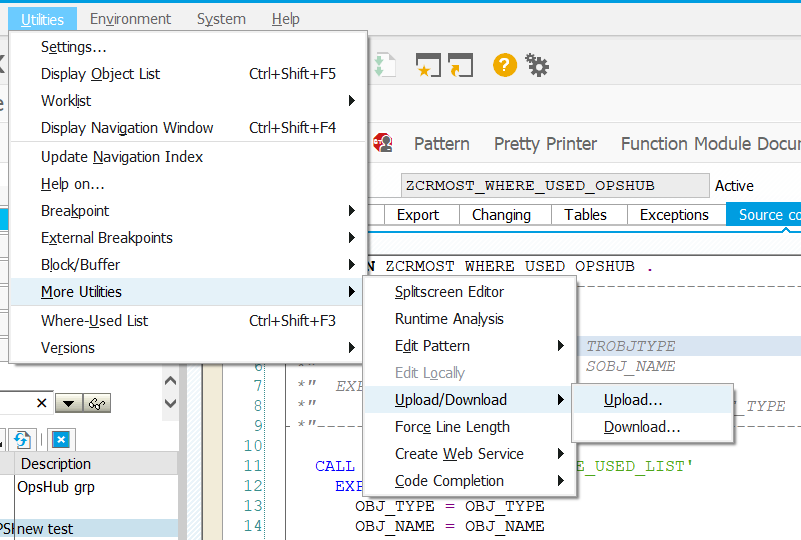 Utilities Environment System Help
Settings...
Display Object List Ctrl+Shift+F5
Worklist
Display Navigation Window Ctrl+Shift+F4
Update Navigation Index
Help on...
Breakpoint
External Breakpoints
Block/Buffer
More Utilities
Where-Used List Ctrl+Shift+F3
Versions
Pattern Pretty Printer Function Module Docu
ZCRMOST_WHERE_USED_OPSHUB Active
Export Changing Tables Exceptions Source co
N ZCRMOST_WHERE_USED_OPSHUB .
Splitscreen Editor
Runtime Analysis
Edit Pattern
Edit Locally
Upload/Download
Force Line Length
Create Web Service
Code Completion
Upload...
Download...
TROBJTYPE
6 *" SOBJ_NAME
7 *" EXP
8 *" _TYPE
9 *"----
10
11 CALL E_USED_LIST'
12 EXP
13 OBJ_TYPE = OBJ_TYPE
14 OBJ_NAME = OBJ_NAME
Description
OpsHub grp
PSI new test